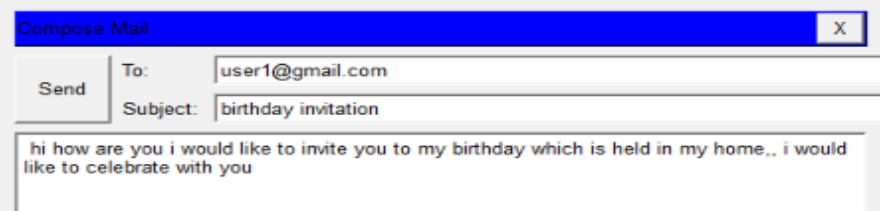 Compose Mail X
Send
To: user1@gmail.com
Subject: birthday invitation
hi how are you i would like to invite you to my birthday which is held in my home,, i would
like to celebrate with you